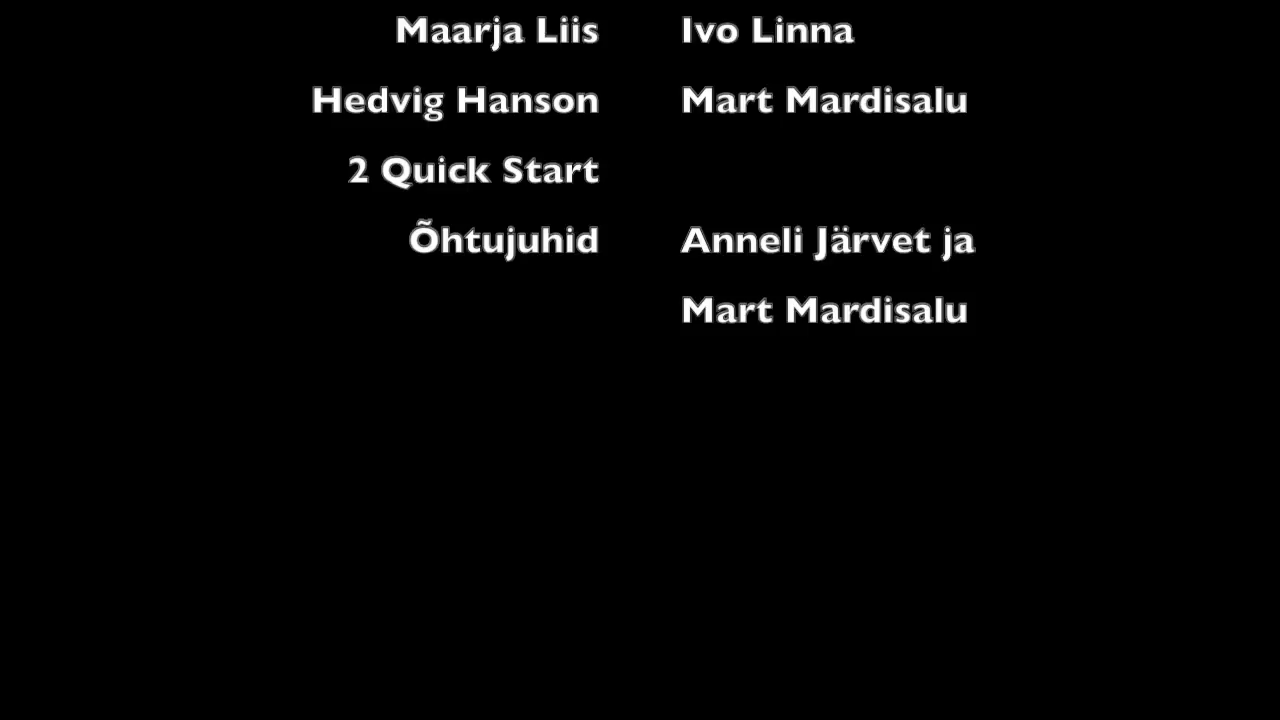 Maarja Liis Ivo Linna
Hedvig Hanson Mart Mardisalu
2 Quick Start
Õhtujuhid Anneli Järvet ja
Mart Mardisalu